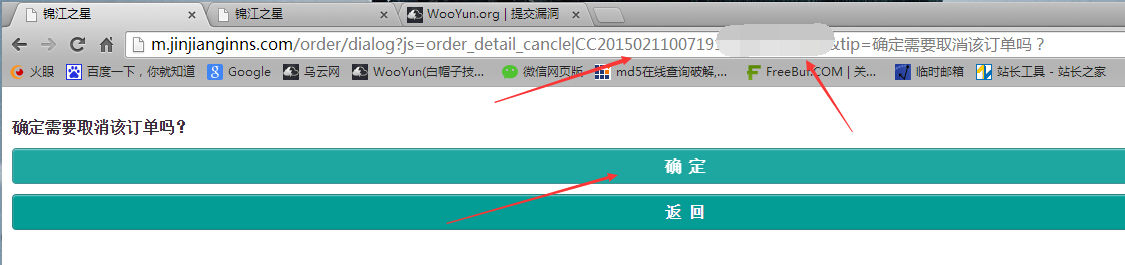 锦江之星
锦江之星
WooYun.org | 提交漏洞
m.jinjianginns.com/order/dialog?js=order_detail_cancle|CC2015021100719
&tip=确定需要取消该订单吗？
火眼
百度一下，你就知道
Google
乌云网
WooYun(白帽子技...
微信网页版
md5在线查询破解,...
FreeBuf.COM | 关...
临时邮箱
站长工具 - 站长之家
确定需要取消该订单吗？
确 定
返 回